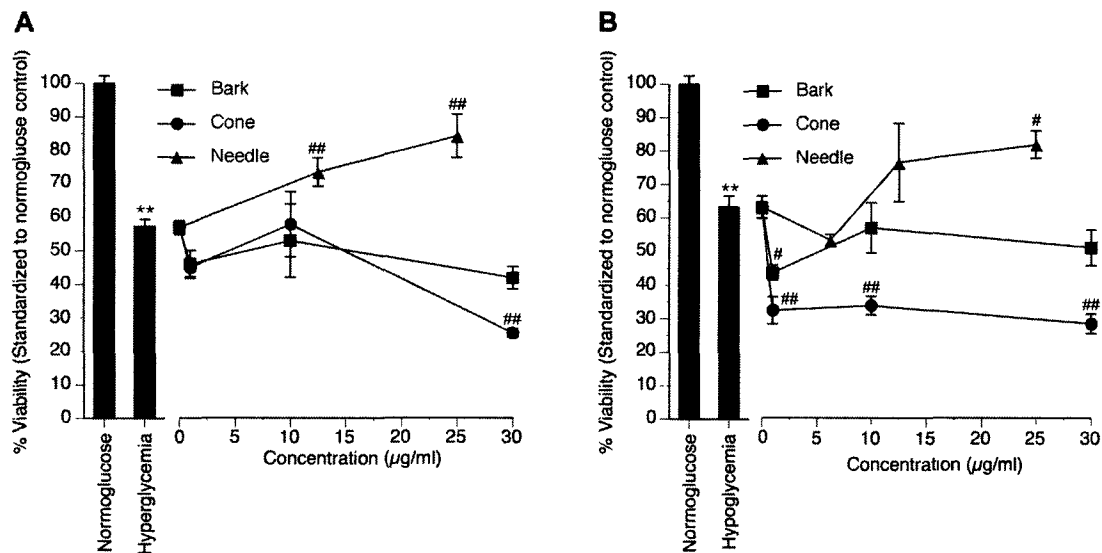 A
% Viability (Standardized to normoglucose control)
100
90
80
70
60
50
40
30
20
10
0
**
Normoglucose
Hyperglycemia
Bark
Cone
Needle
##
##
##
0
5
10
15
20
25
30
Concentration (µg/ml)
B
% Viability (Standardized to normoglucose control)
100
90
80
70
60
50
40
30
20
10
0
**
Normoglucose
Hypoglycemia
Bark
Cone
Needle
#
#
##
##
##
0
5
10
15
20
25
30
Concentration (µg/ml)